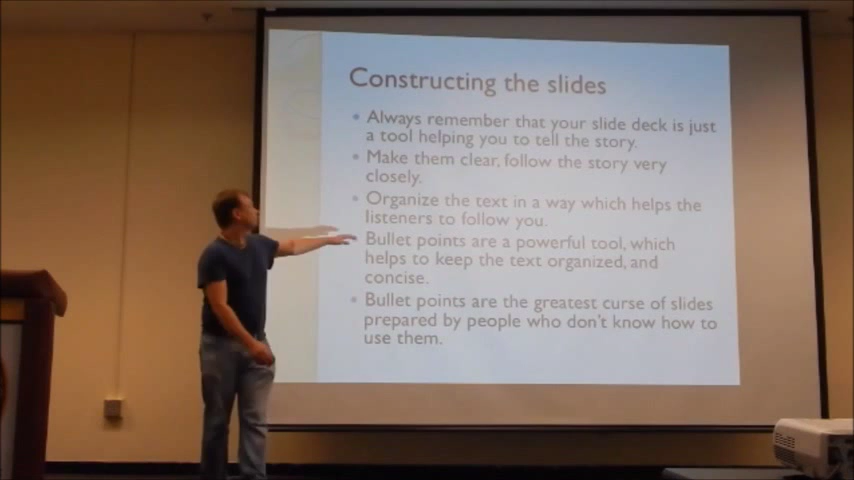 Constructing the slides
• Always remember that your slide deck is just
a tool helping you to tell the story.
• Make them clear, follow the story very
closely.
• Organize the text in a way which helps the
listeners to follow you.
Bullet points are a powerful tool, which
helps to keep the text organized, and
concise.
• Bullet points are the greatest curse of slides
prepared by people who don't know how to
use them.